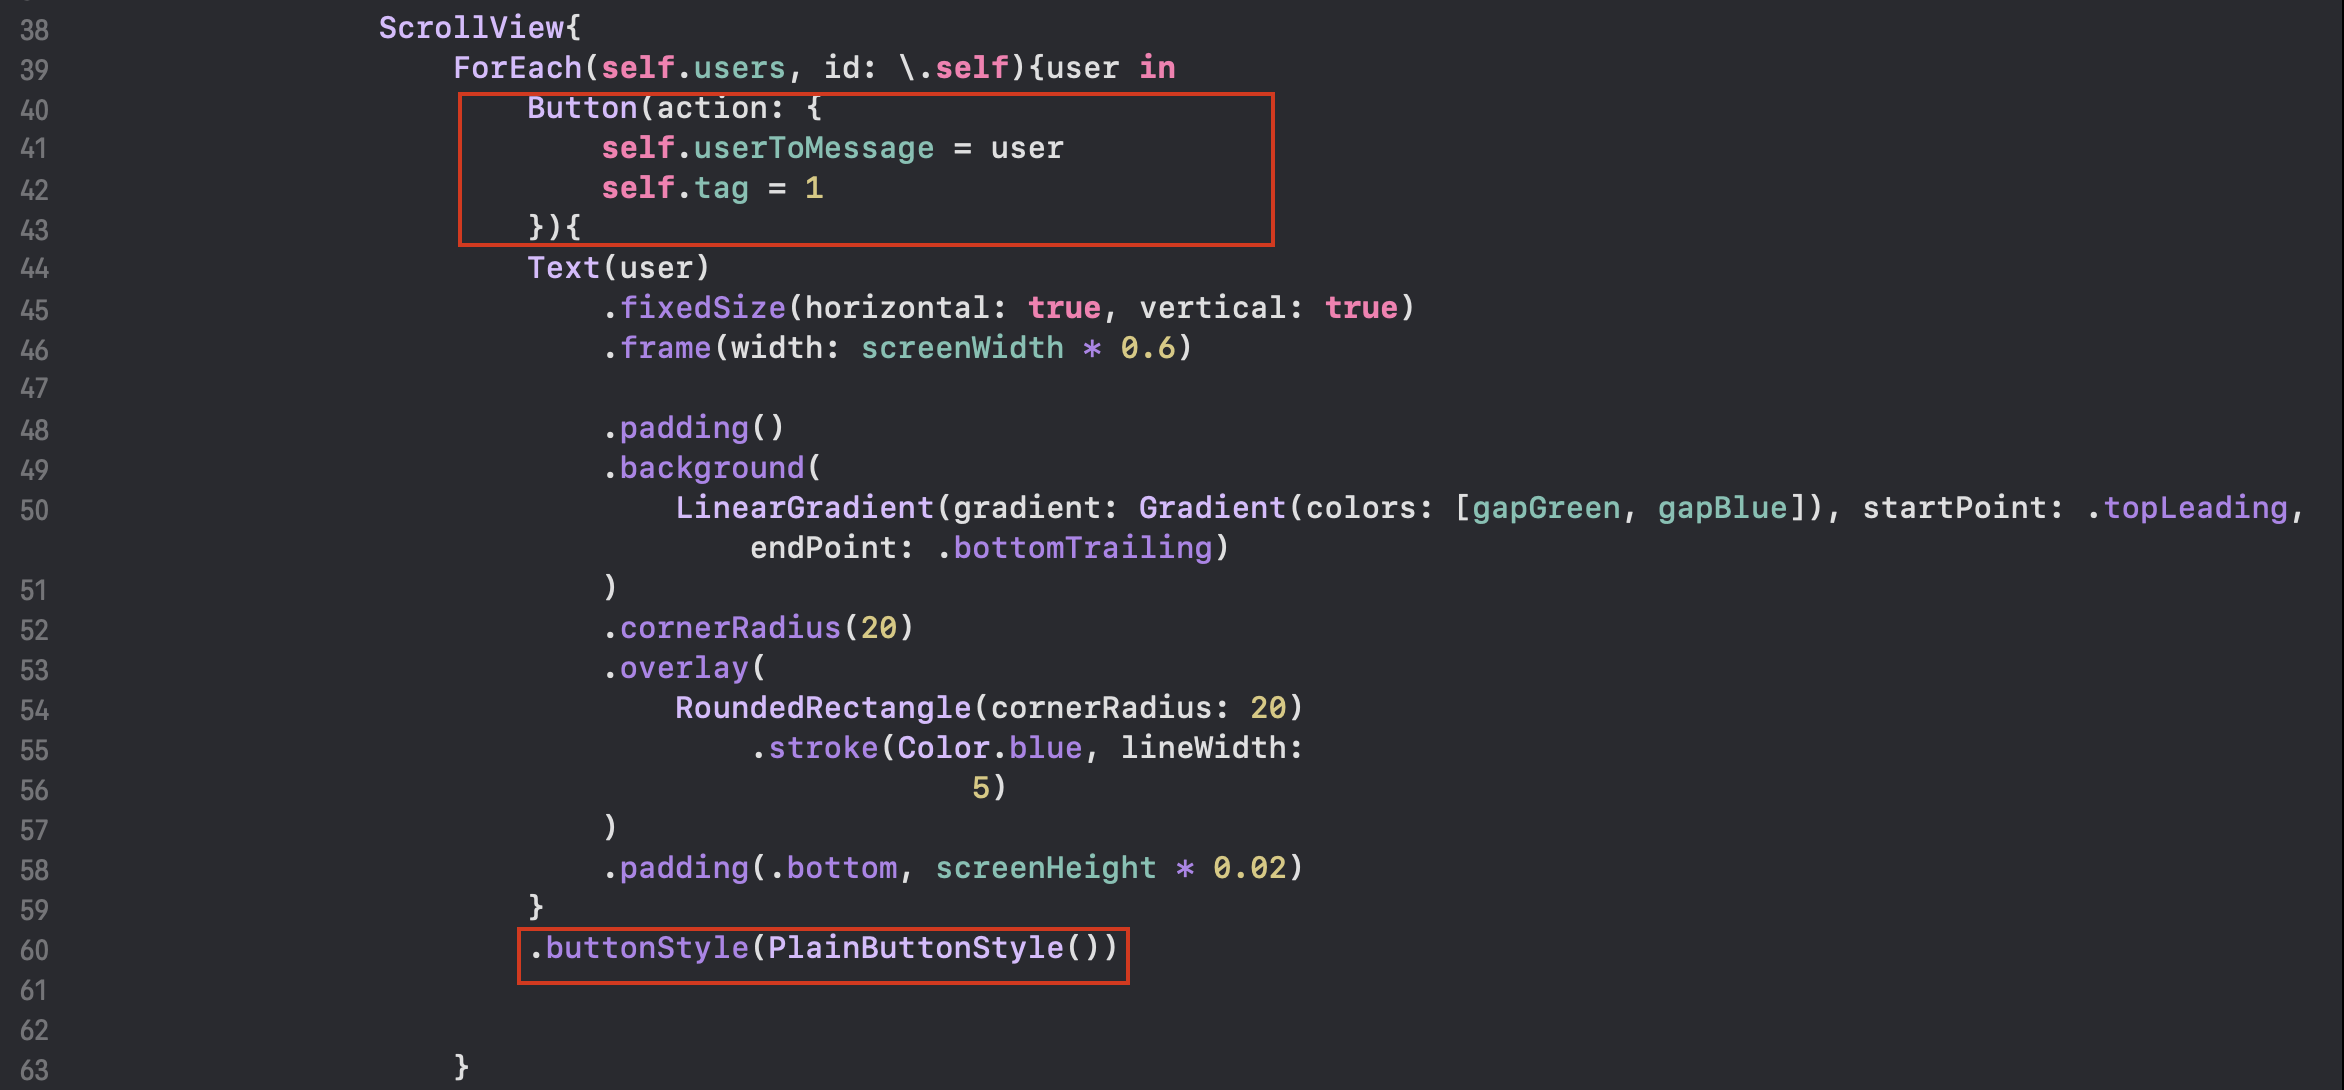 38 ScrollView{
39 ForEach(self.users, id: \.self){user in
40 Button(action: {
41 self.userToMessage = user
42 self.tag = 1
43 }){
44 Text(user)
45 .fixedSize(horizontal: true, vertical: true)
46 .frame(width: screenWidth * 0.6)
47
48 .padding()
49 .background(
50 LinearGradient(gradient: Gradient(colors: [gapGreen, gapBlue]), startPoint: .topLeading,
endPoint: .bottomTrailing)
51 )
52 .cornerRadius(20)
53 .overlay(
54 RoundedRectangle(cornerRadius: 20)
55 .stroke(Color.blue, lineWidth:
56 5)
57 )
58 .padding(.bottom, screenHeight * 0.02)
59 }
60 .buttonStyle(PlainButtonStyle())
61
62
63 }